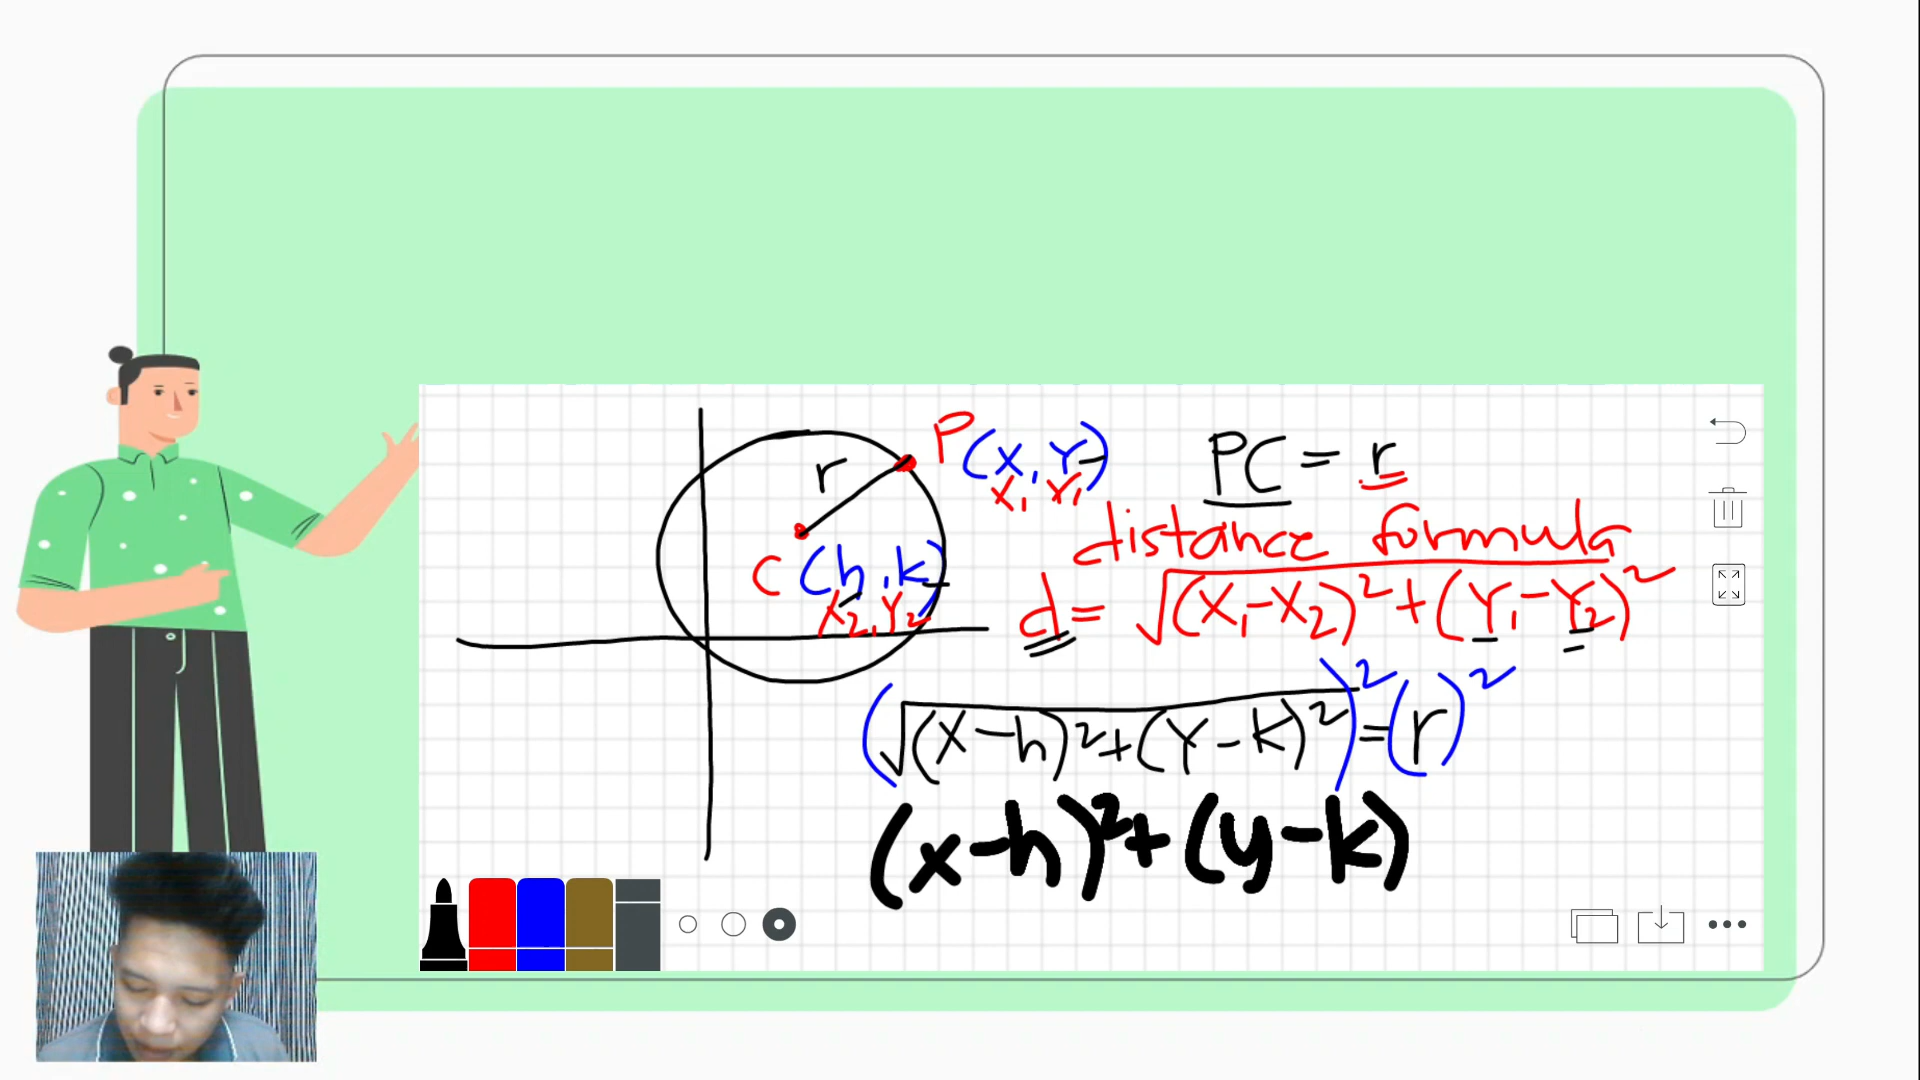 r
P(x, y)
x₁ y₁
C (h, k)
x₂, y₂
PC = r
distance formula
d = √(x₁-x₂)² + (y₁-y₂)²
(√(x-h)² + (y-k)²)² = (r)²
(x-h)² + (y-k)